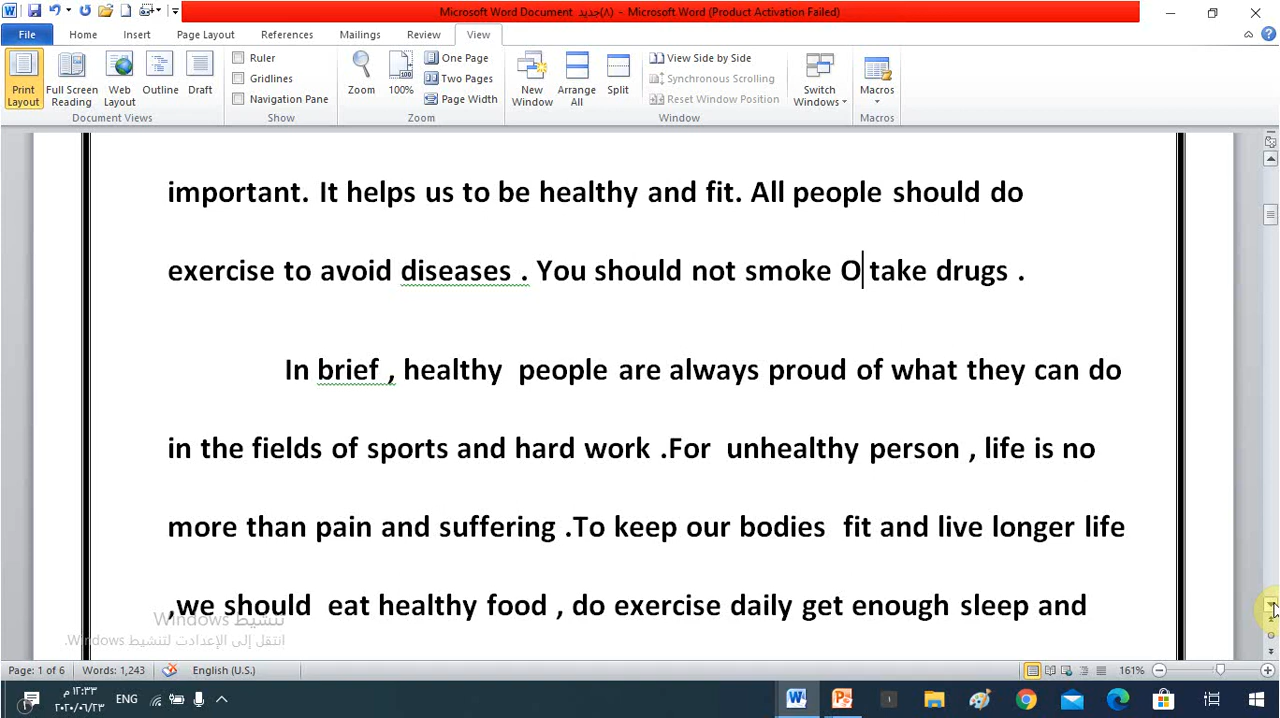 Microsoft Word Document جديد (٨) - Microsoft Word (Product Activation Failed)
File Home Insert Page Layout References Mailings Review View
Print Layout
Full Screen Reading
Web Layout
Outline
Draft
Document Views
Ruler
Gridlines
Navigation Pane
Show
Zoom
100%
One Page
Two Pages
Page Width
Zoom
New Window
Arrange All
Split
View Side by Side
Synchronous Scrolling
Reset Window Position
Window
Switch Windows
Macros
Macros
important. It helps us to be healthy and fit. All people should do
exercise to avoid diseases . You should not smoke O take drugs .
In brief , healthy people are always proud of what they can do
in the fields of sports and hard work .For unhealthy person , life is no
more than pain and suffering .To keep our bodies fit and live longer life
,we should eat healthy food , do exercise daily get enough sleep and
تنشيط Windows
انتقل إلى الإعدادات لتنشيط Windows.
Page: 1 of 6 Words: 1,243 English (U.S.) 161%
ENG
١٢:٣٣ م
٢٠٢٠/٠٦/٢٣